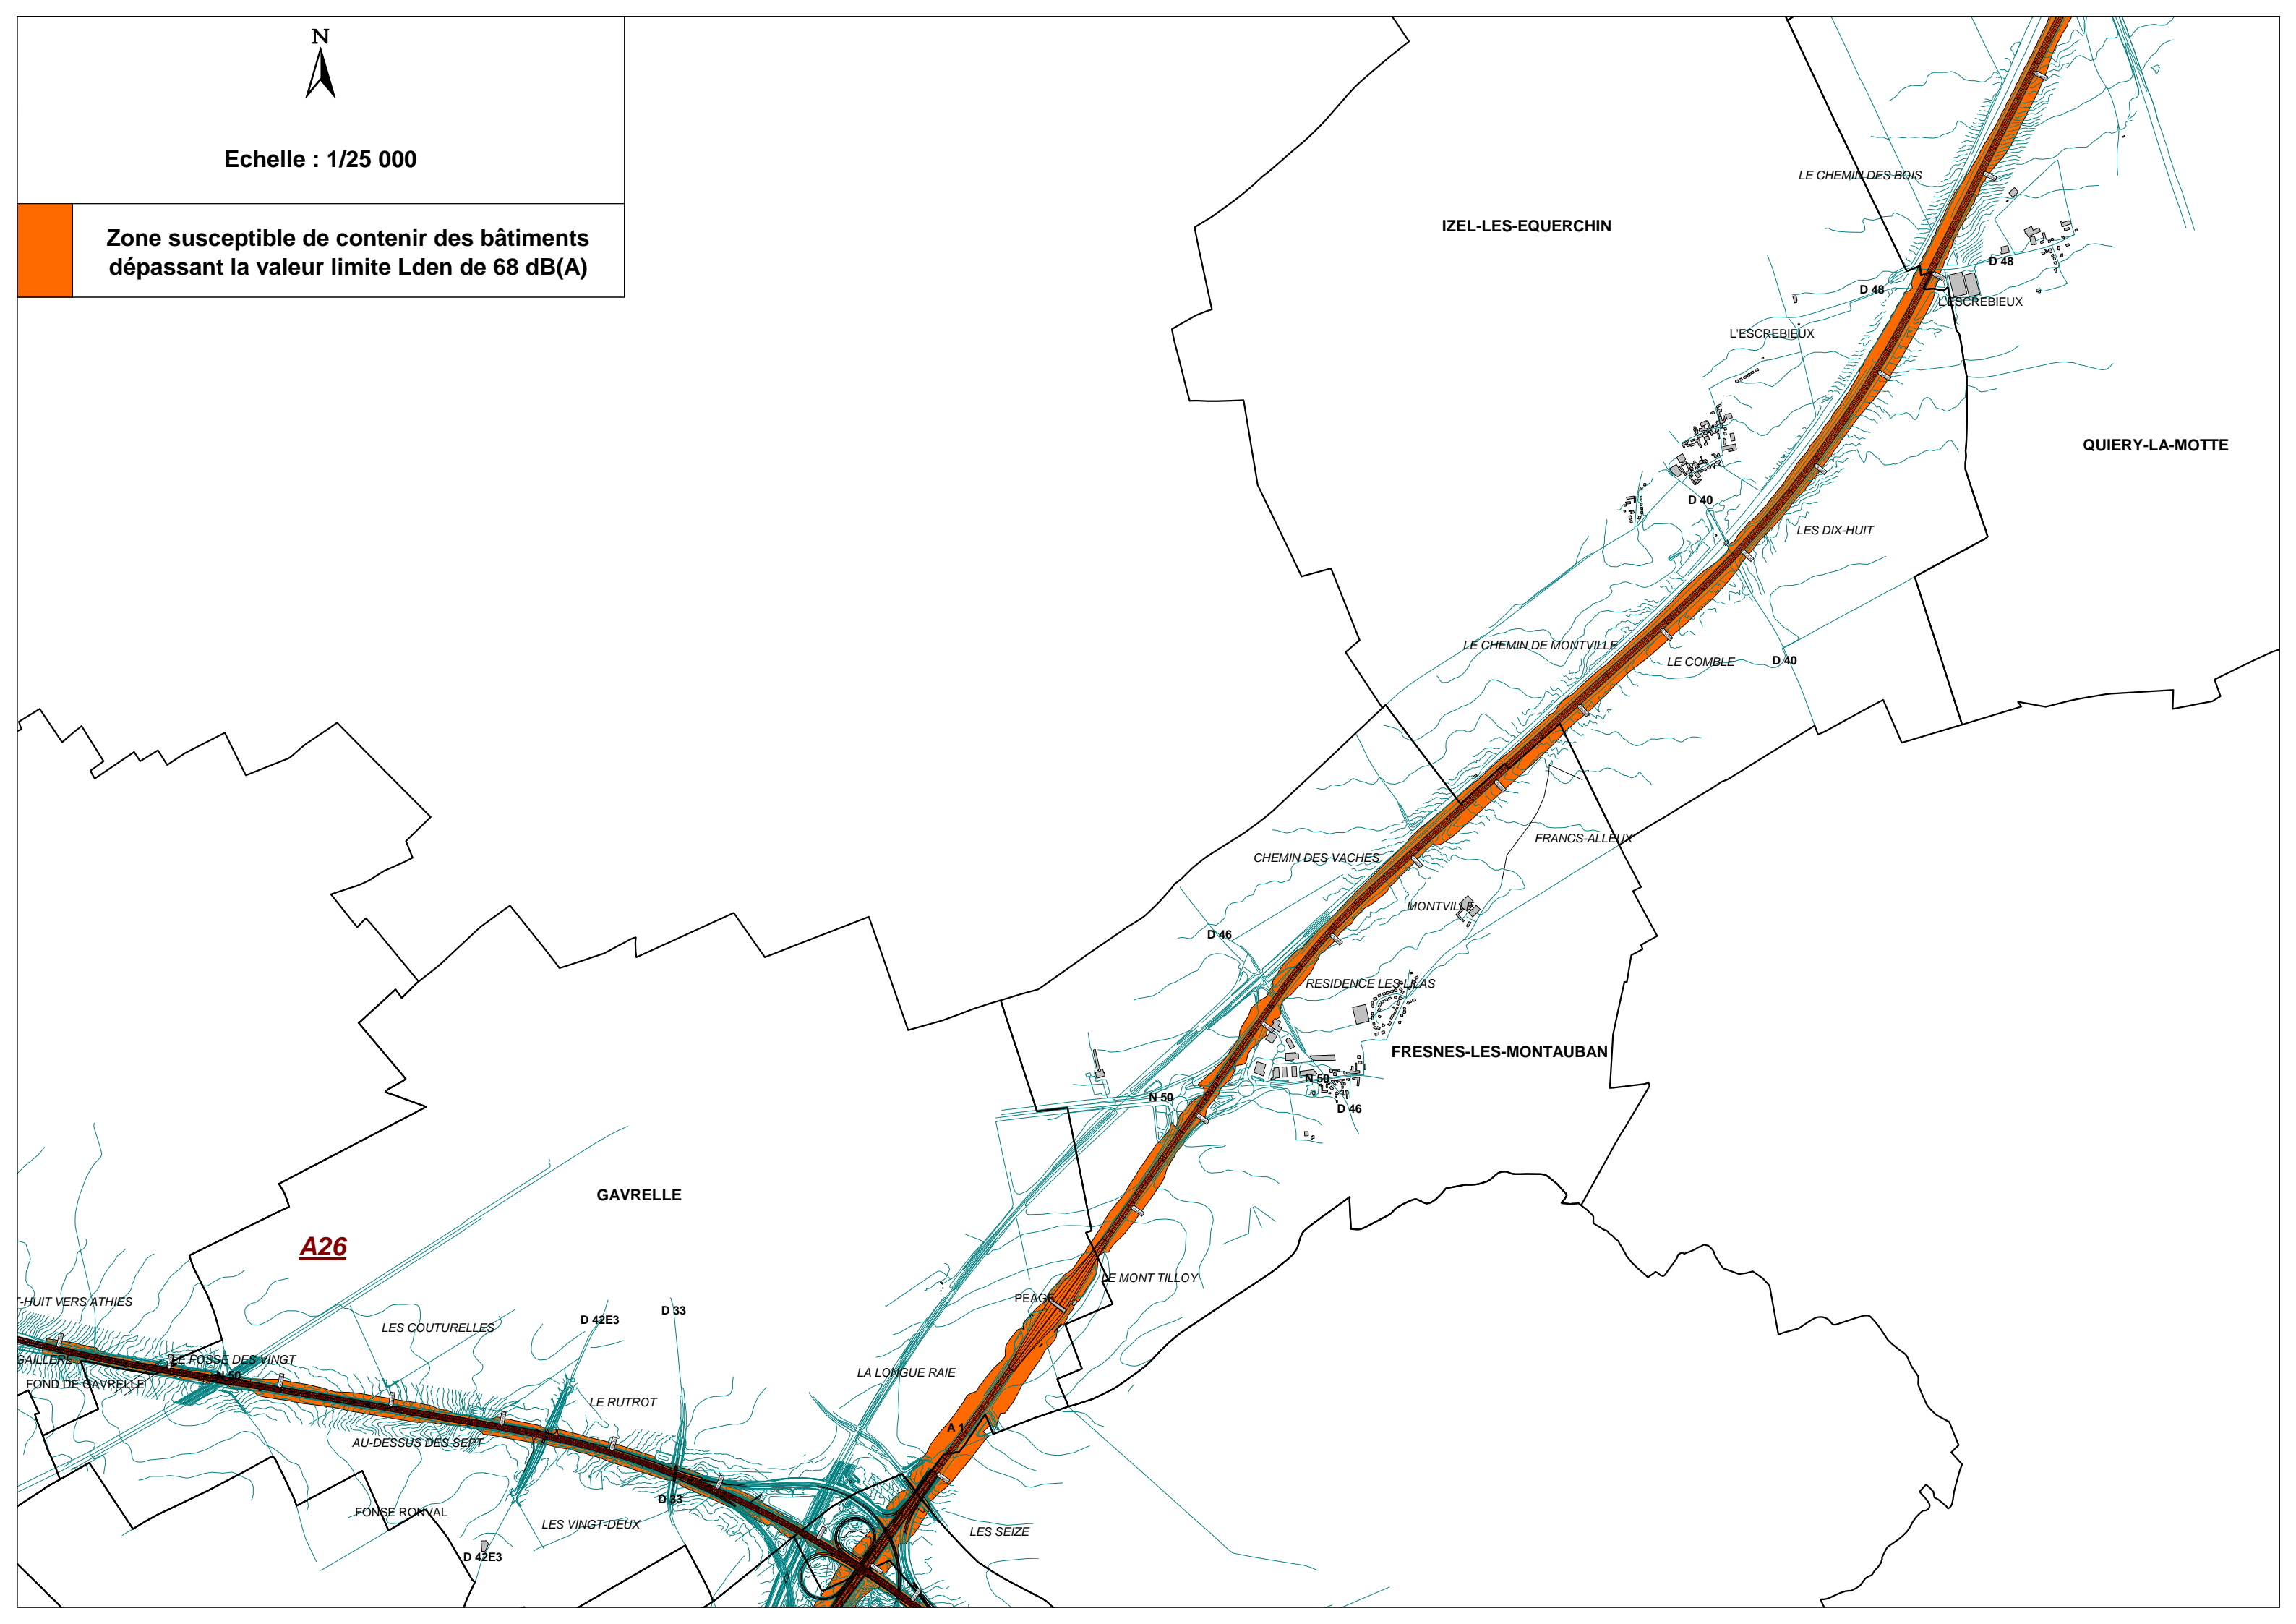 N
Echelle : 1/25 000
Zone susceptible de contenir des bâtiments
dépassant la valeur limite Lden de 68 dB(A)
LE CHEMIN DES BOIS
IZEL-LES-EQUERCHIN
D 48
D 48
L'ESCREBIEUX
L'ESCREBIEUX
QUIERY-LA-MOTTE
D 40
LES DIX-HUIT
LE CHEMIN DE MONTVILLE
LE COMBLE
D 40
FRANCS-ALLEUX
CHEMIN DES VACHES
MONTVILLE
D 46
RESIDENCE LES LILAS
FRESNES-LES-MONTAUBAN
N 50
N 50
D 46
GAVRELLE
A26
LE MONT TILLOY
PEAGE
T-HUIT VERS ATHIES
D 33
D 42E3
LES COUTURELLES
GAILLERE
LE FOSSE DES VINGT
N 50
FOND DE GAVRELLE
LA LONGUE RAIE
LE RUTROT
A 1
AU-DESSUS DES SEPT
D 33
FONSE RONVAL
LES VINGT-DEUX
LES SEIZE
D 42E3